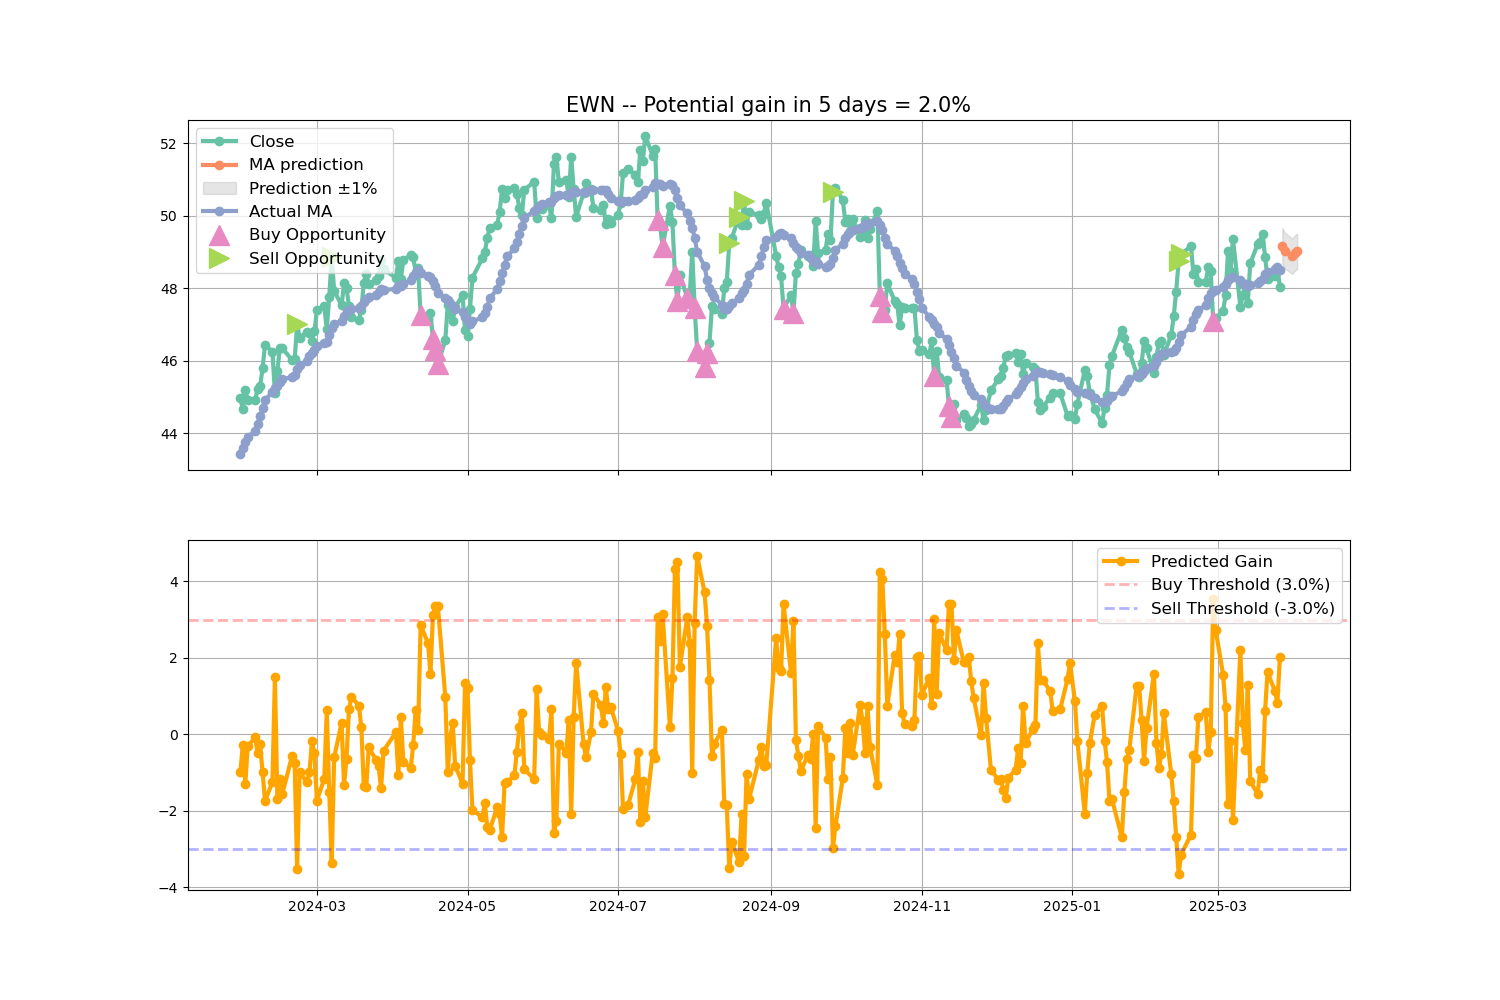 EWN -- Potential gain in 5 days = 2.0%
52
50
48
46
44
Close
MA prediction
Prediction ±1%
Actual MA
Buy Opportunity
Sell Opportunity
4
2
0
−2
−4
Predicted Gain
Buy Threshold (3.0%)
Sell Threshold (-3.0%)
2024-03
2024-05
2024-07
2024-09
2024-11
2025-01
2025-03